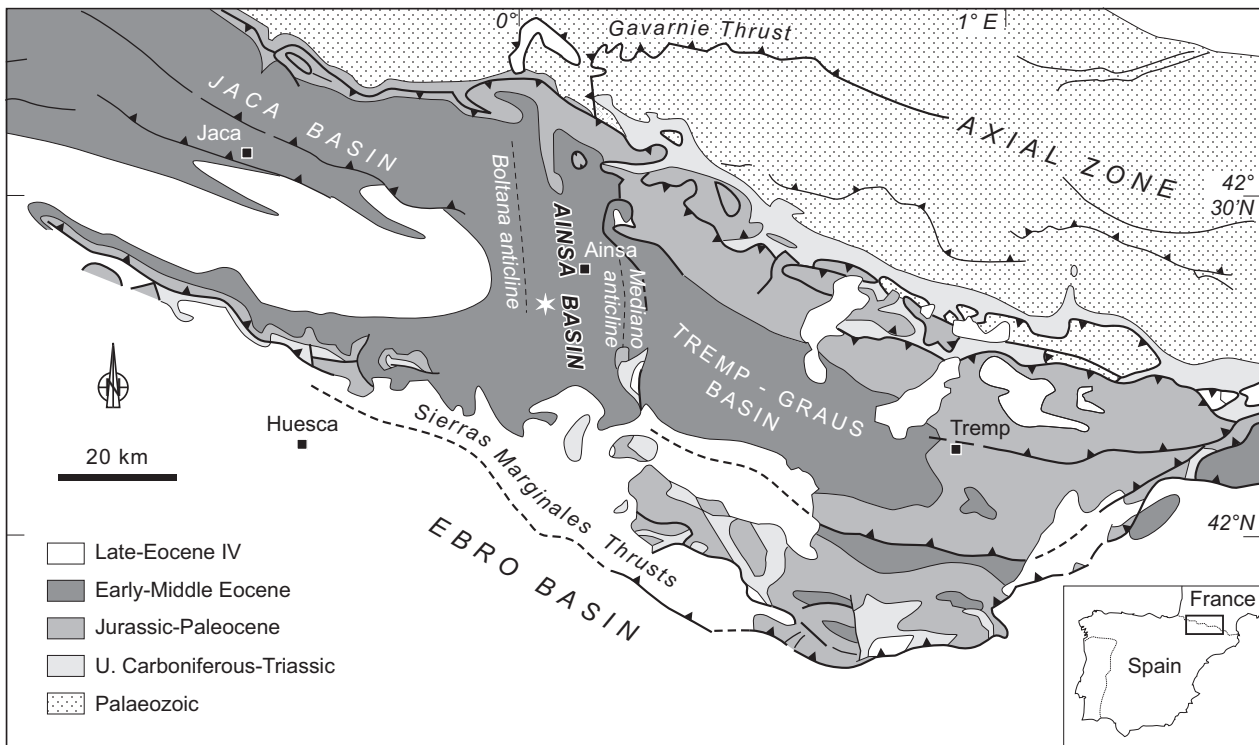 0°
1° E
Gavarnie Thrust
JACA BASIN
Jaca
AXIAL ZONE
42°
30'N
Boltana anticline
AINSA BASIN
Ainsa
Mediano
anticline
TREMP - GRAUS
BASIN
N
Huesca
Tremp
20 km
Sierras Marginales Thrusts
EBRO BASIN
42°N
Late-Eocene IV
Early-Middle Eocene
Jurassic-Paleocene
U. Carboniferous-Triassic
Palaeozoic
France
Spain